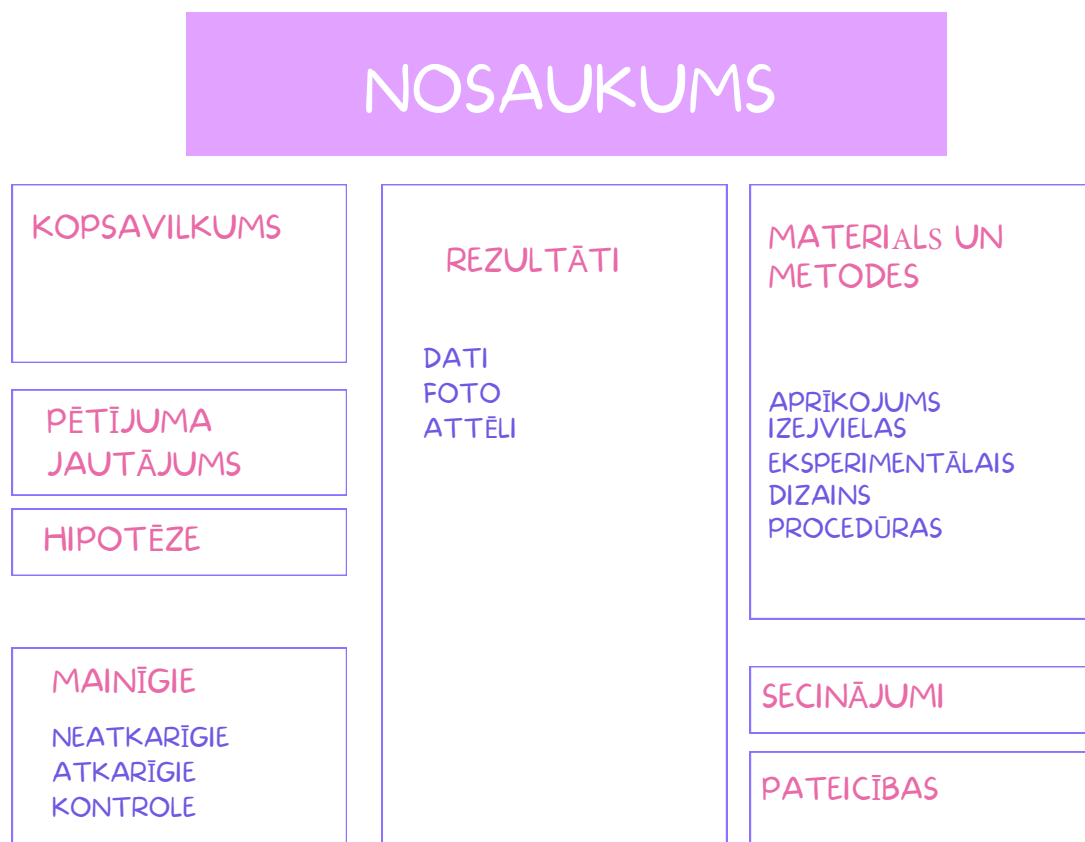 NOSAUKUMS
KOPSAVILKUMS
PĒTĪJUMA
JAUTĀJUMS
HIPOTĒZE
MAINĪGIE
NEATKARĪGIE
ATKARĪGIE
KONTROLE
REZULTĀTI
DATI
FOTO
ATTĒLI
MATERIALS UN
METODES
APRĪKOJUMS
IZEJVIELAS
EKSPERIMENTĀLAIS
DIZAINS
PROCEDŪRAS
SECINĀJUMI
PATEICĪBAS